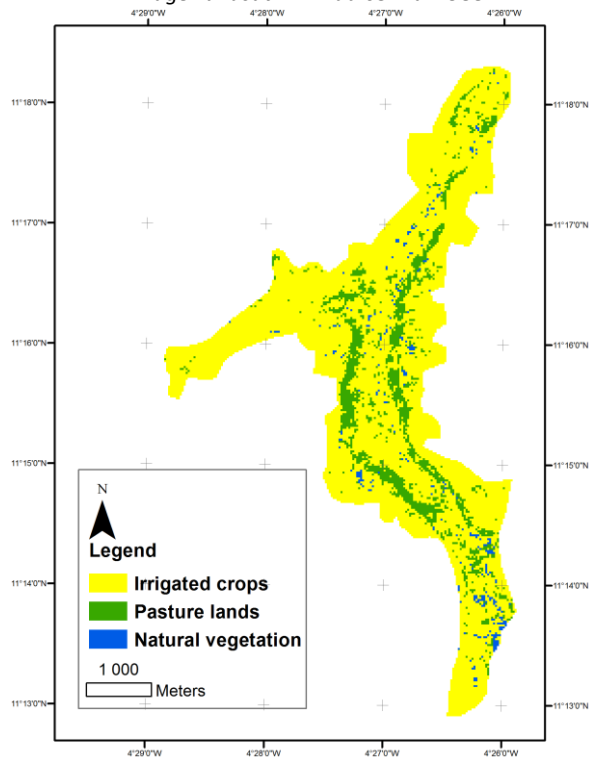 4°29'0"W 4°28'0"W 4°27'0"W 4°26'0"W
11°18'0"N 11°18'0"N
11°17'0"N 11°17'0"N
11°16'0"N 11°16'0"N
11°15'0"N 11°15'0"N
N
Legend
11°14'0"N 11°14'0"N
Irrigated crops
Pasture lands
Natural vegetation
1 000
Meters
11°13'0"N 11°13'0"N
4°29'0"W 4°28'0"W 4°27'0"W 4°26'0"W